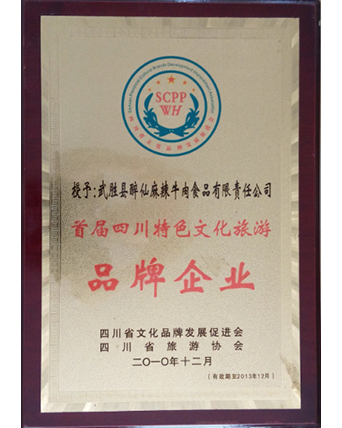 SCPP
WH
授予:武胜县醉仙麻辣牛肉食品有限责任公司
首届四川特色文化旅游
品牌企业
四川省文化品牌发展促进会
四川省旅游协会
二〇一〇年十二月
[有效期至2013年12月]